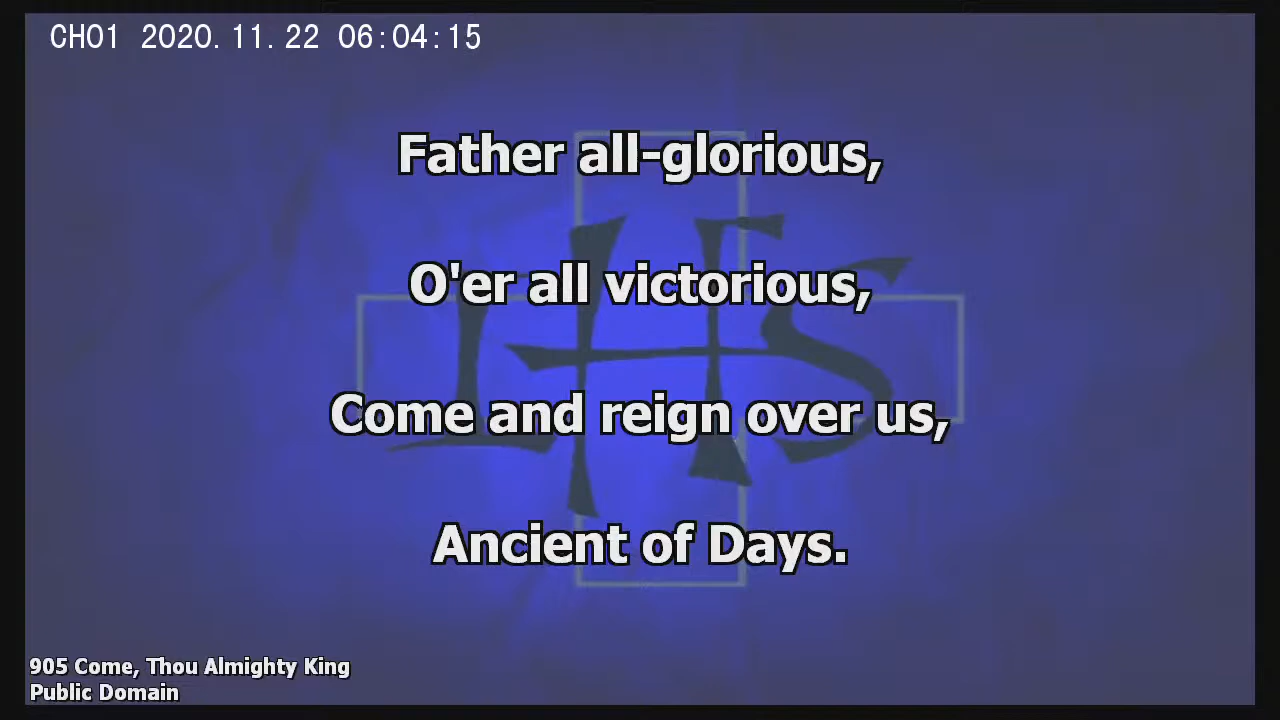 CH01 2020.11.22 06:04:15
Father all-glorious,
O'er all victorious,
Come and reign over us,
Ancient of Days.
IHS
905 Come, Thou Almighty King
Public Domain